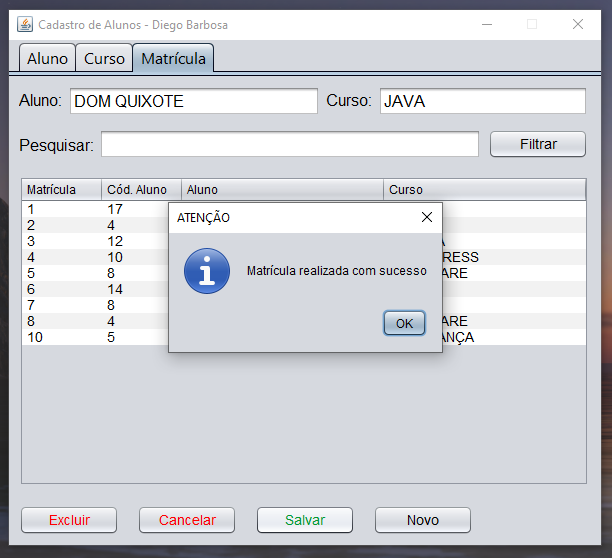 Cadastro de Alunos - Diego Barbosa
Aluno Curso Matrícula
Aluno: DOM QUIXOTE Curso: JAVA
Pesquisar: Filtrar
Matrícula Cód. Aluno Aluno Curso
1 17
2 4
3 12
4 10 RESS
5 8 ARE
6 14
7 8
8 4 ARE
10 5 ANÇA
ATENÇÃO
Matrícula realizada com sucesso
OK
Excluir Cancelar Salvar Novo